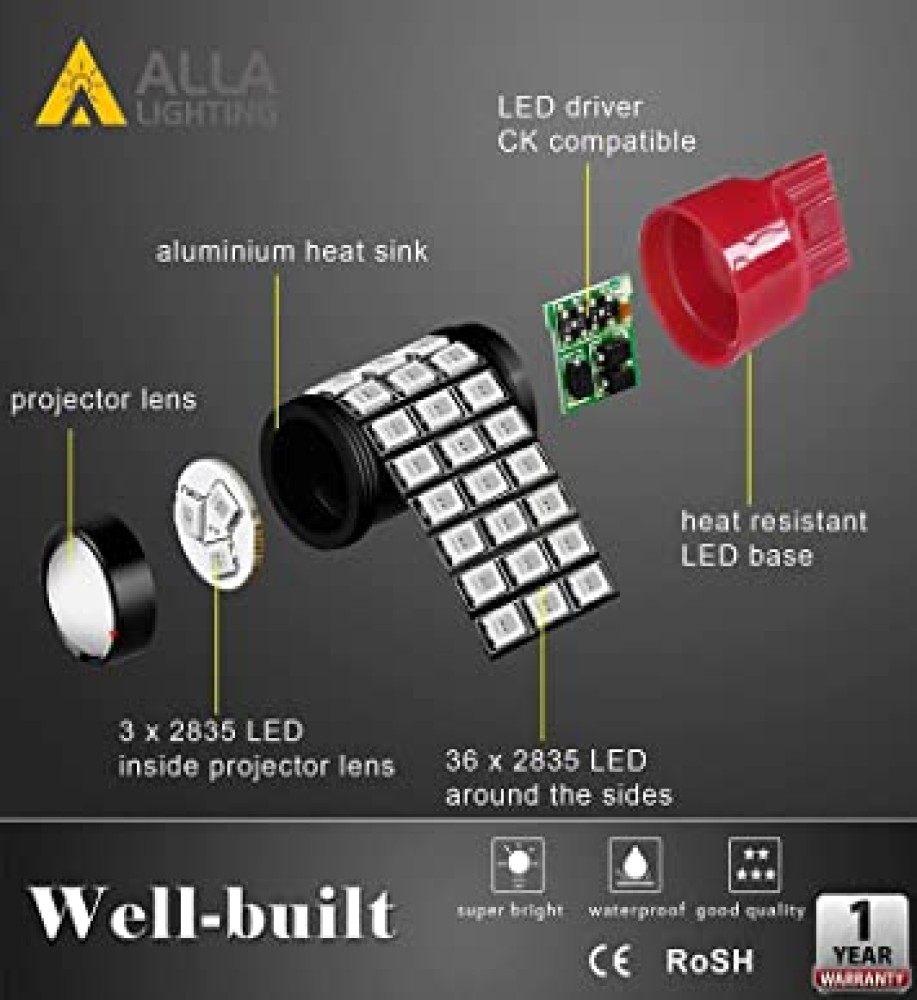 ALLA
LIGHTING
LED driver
CK compatible
aluminium heat sink
projector lens
heat resistant
LED base
3 x 2835 LED
inside projector lens
36 x 2835 LED
around the sides
Well-built
super bright
waterproof
good quality
CE RoSH
1
YEAR
WARRANTY